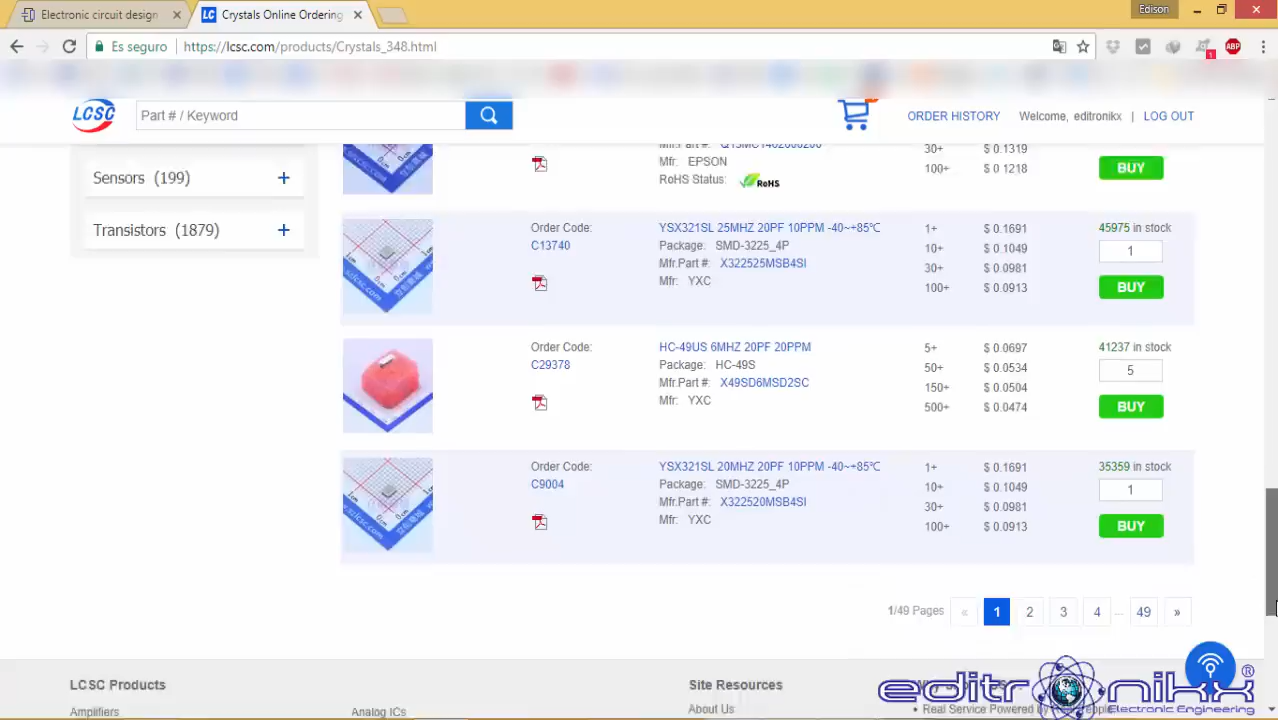 Edison
Electronic circuit design
LCSC Crystals Online Ordering
Es seguro
https://lcsc.com/products/Crystals_348.html
ABP
1
LCSC
Part # / Keyword
ORDER HISTORY
Welcome, editronikx | LOG OUT
Sensors (199) +
Transistors (1879) +
Mfr: EPSON
RoHS Status: RoHS
30+ $ 0.1319
100+ $ 0.1218
BUY
Order Code:
C13740
YSX321SL 25MHZ 20PF 10PPM -40~+85℃
Package: SMD-3225_4P
Mfr.Part #: X322525MSB4SI
Mfr: YXC
1+ $ 0.1691
10+ $ 0.1049
30+ $ 0.0981
100+ $ 0.0913
45975 in stock
1
BUY
Order Code:
C29378
HC-49US 6MHZ 20PF 20PPM
Package: HC-49S
Mfr.Part #: X49SD6MSD2SC
Mfr: YXC
5+ $ 0.0697
50+ $ 0.0534
150+ $ 0.0504
500+ $ 0.0474
41237 in stock
5
BUY
Order Code:
C9004
YSX321SL 20MHZ 20PF 10PPM -40~+85℃
Package: SMD-3225_4P
Mfr.Part #: X322520MSB4SI
Mfr: YXC
1+ $ 0.1691
10+ $ 0.1049
30+ $ 0.0981
100+ $ 0.0913
35359 in stock
1
BUY
1/49 Pages « 1 2 3 4 ... 49 »
LCSC Products
Site Resources
Amplifiers
Analog ICs
About Us
Real Service Powered by
editronikx ®
Electronic Engineering